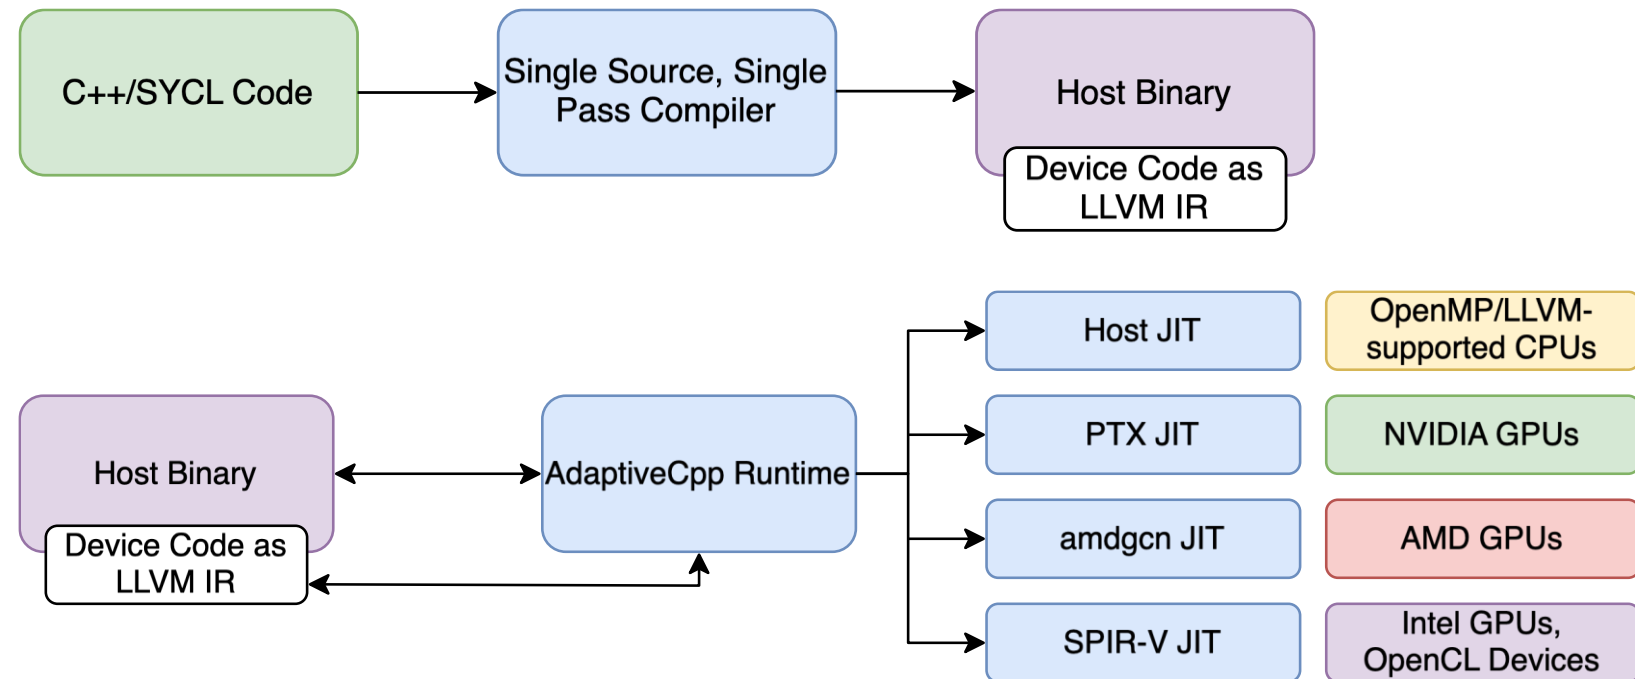 C++/SYCL Code
Single Source, Single
Pass Compiler
Host Binary
Device Code as
LLVM IR
Host JIT
OpenMP/LLVM-
supported CPUs
PTX JIT
NVIDIA GPUs
Host Binary
AdaptiveCpp Runtime
Device Code as
LLVM IR
amdgcn JIT
AMD GPUs
SPIR-V JIT
Intel GPUs,
OpenCL Devices